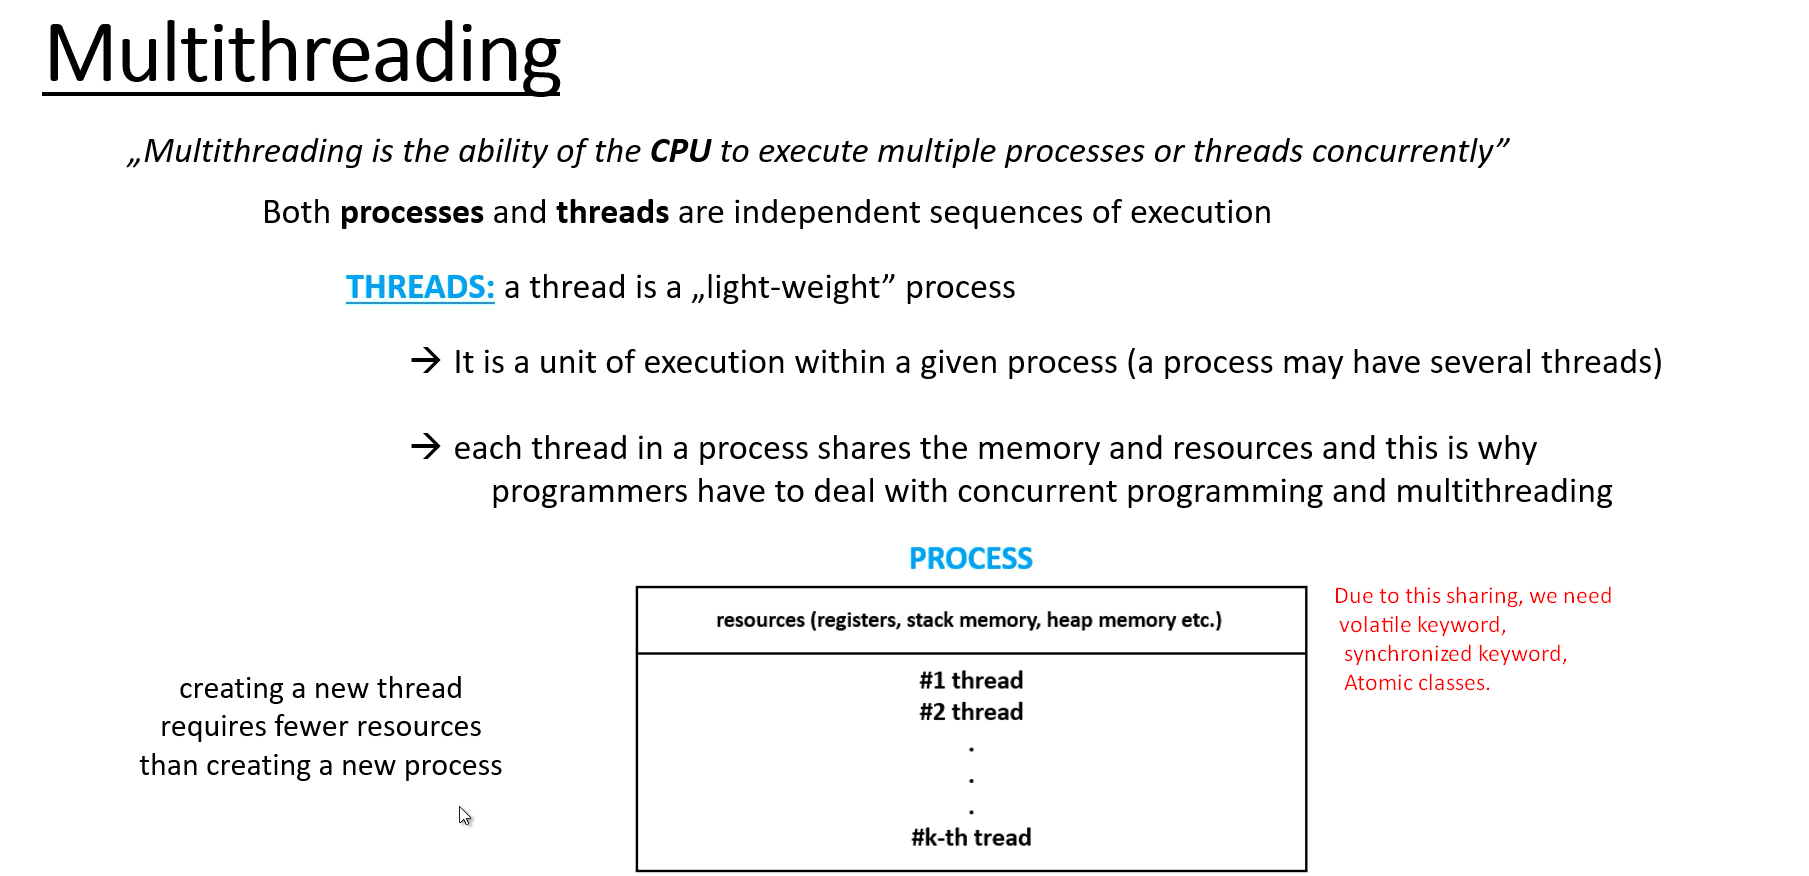 Multithreading
„Multithreading is the ability of the CPU to execute multiple processes or threads concurrently”
Both processes and threads are independent sequences of execution
THREADS: a thread is a „light-weight” process
→ It is a unit of execution within a given process (a process may have several threads)
→ each thread in a process shares the memory and resources and this is why
programmers have to deal with concurrent programming and multithreading
PROCESS
resources (registers, stack memory, heap memory etc.)
#1 thread
#2 thread
.
.
.
#k-th tread
creating a new thread
requires fewer resources
than creating a new process
Due to this sharing, we need
volatile keyword,
synchronized keyword,
Atomic classes.